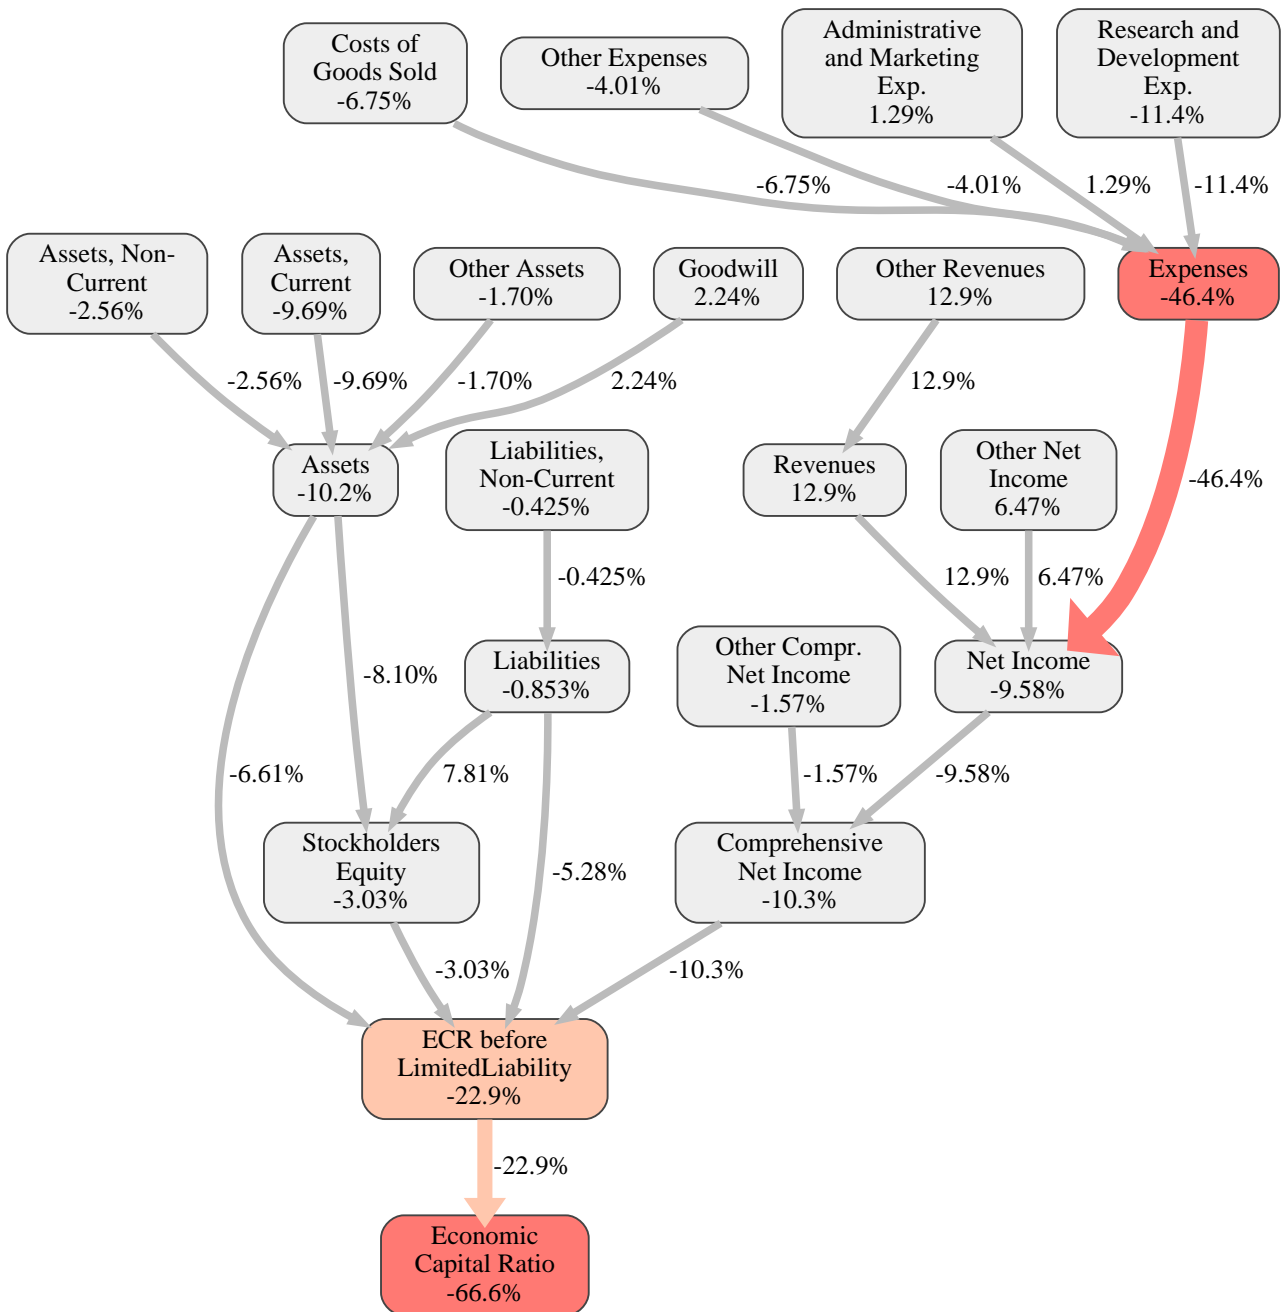 Costs of
Goods Sold
-6.75%
Other Expenses
-4.01%
Administrative
and Marketing
Exp.
1.29%
Research and
Development
Exp.
-11.4%
-6.75%
-4.01%
1.29%
-11.4%
Assets, Non-
Current
-2.56%
Assets,
Current
-9.69%
Other Assets
-1.70%
Goodwill
2.24%
Other Revenues
12.9%
Expenses
-46.4%
-2.56%
-9.69%
-1.70%
2.24%
12.9%
-46.4%
Assets
-10.2%
Liabilities,
Non-Current
-0.425%
Revenues
12.9%
Other Net
Income
6.47%
-0.425%
12.9%
6.47%
Liabilities
-0.853%
Other Compr.
Net Income
-1.57%
Net Income
-9.58%
-8.10%
-6.61%
7.81%
-1.57%
-9.58%
Stockholders
Equity
-3.03%
-5.28%
Comprehensive
Net Income
-10.3%
-3.03%
-10.3%
ECR before
LimitedLiability
-22.9%
-22.9%
Economic
Capital Ratio
-66.6%